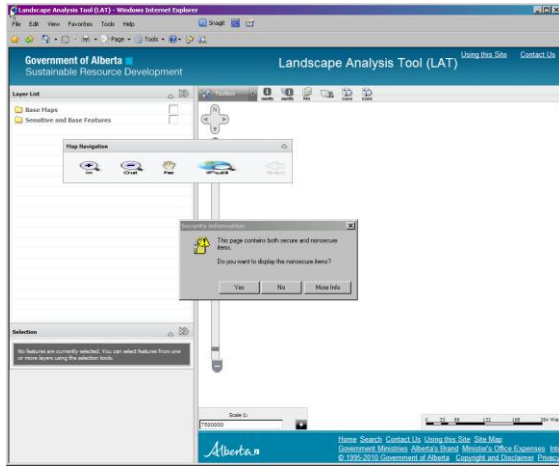 Landscape Analysis Tool (LAT) - Windows Internet Explorer
File Edit View Favorites Tools Help
SnagIt
Page Tools
Government of Alberta
Sustainable Resource Development
Landscape Analysis Tool (LAT)
Using this Site Contact Us
Layer List
Toolbox
Base Maps
Sensitive and Base Features
N
Map Navigation
In Out Pan Full
Security Information
This page contains both secure and nonsecure
items.
Do you want to display the nonsecure items?
Yes No More Info
Selection
No features are currently selected. You can select features from one
or more layers using the selection tools.
Scale 1:
7500000
Alberta
Home Search Contact Us Using this Site Site Map
Government Ministries Alberta's Brand Minister's Office Expenses
© 1995-2010 Government of Alberta Copyright and Disclaimer Privacy